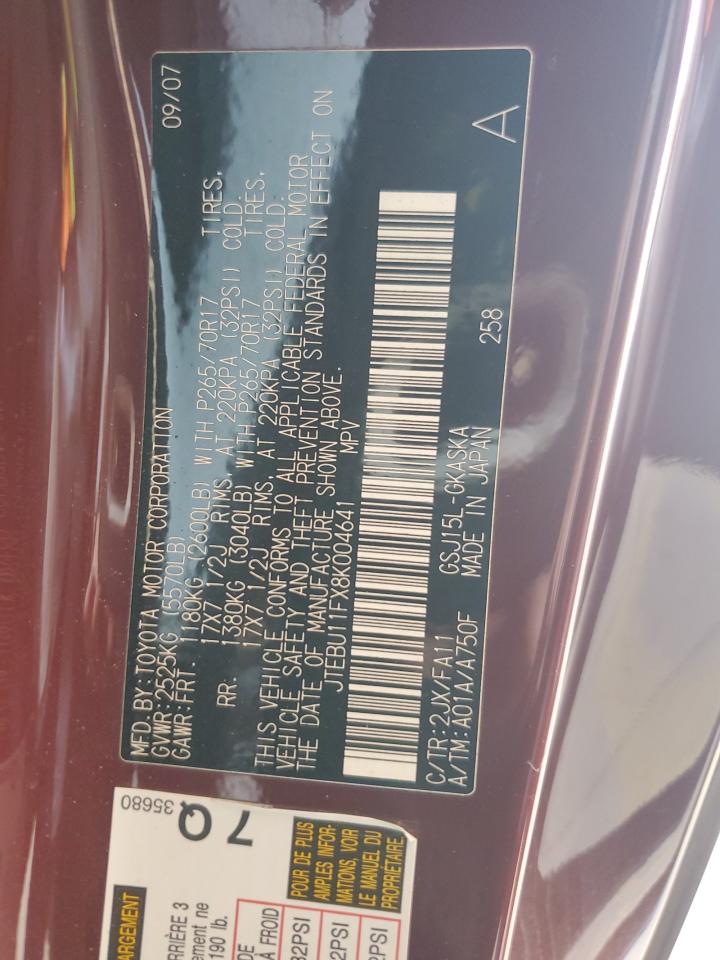 MFD.BY:TOYOTA MOTOR CORPORATION 09/07
GVWR:2525KG (5570LB)
GAWR:FRT. 1180KG (2600LB) WITH P265/70R17 TIRES,
17X7 1/2J RIMS, AT 220KPA (32PSI) COLD.
RR. 1380KG (3040LB) WITH P265/70R17 TIRES,
17X7 1/2J RIMS, AT 220KPA (32PSI) COLD.
THIS VEHICLE CONFORMS TO ALL APPLICABLE FEDERAL MOTOR
VEHICLE SAFETY AND THEFT PREVENTION STANDARDS IN EFFECT ON
THE DATE OF MANUFACTURE SHOWN ABOVE.
JTEBU11FX8K004641 MPV
C/TR:2JX/FA11 GSJ15L-GKASKA
A/TM:A01A/A750F MADE IN JAPAN 258
A
35680
7Q
ARGEMENT
RRIÈRE 3
ement ne
190 lb.
DE
À FROID
32PSI
2PSI
PSI
POUR DE PLUS
AMPLES INFOR-
MATIONS, VOIR
LE MANUEL DU
PROPRIÉTAIRE